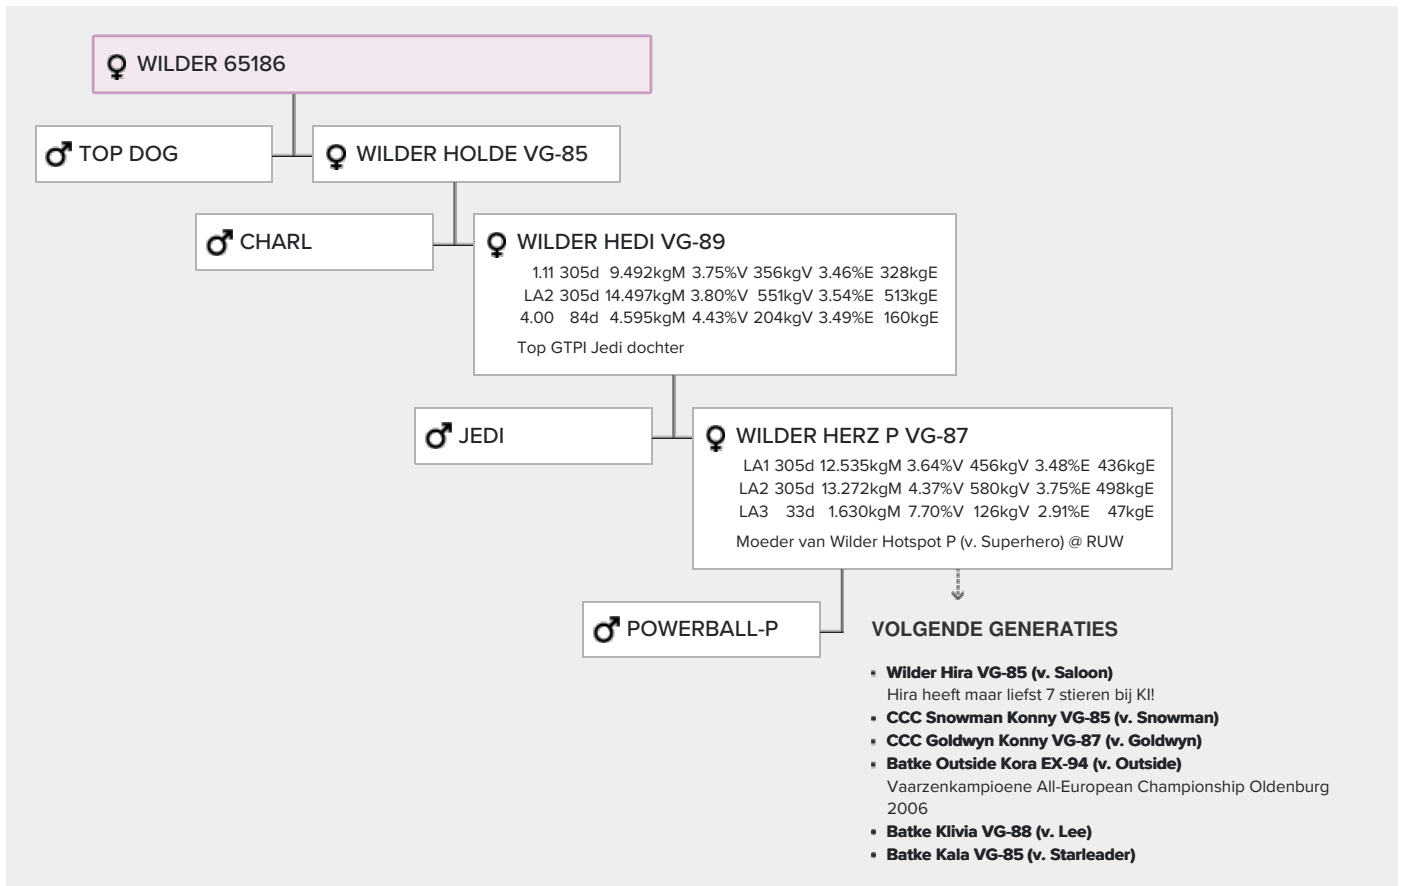 WILDER 65186
TOP DOG
WILDER HOLDE VG-85
CHARL
WILDER HEDI VG-89
1.11 305d 9.492kgM 3.75%V 356kgV 3.46%E 328kgE
LA2 305d 14.497kgM 3.80%V 551kgV 3.54%E 513kgE
4.00 84d 4.595kgM 4.43%V 204kgV 3.49%E 160kgE
Top GTPI Jedi dochter
JEDI
WILDER HERZ P VG-87
LA1 305d 12.535kgM 3.64%V 456kgV 3.48%E 436kgE
LA2 305d 13.272kgM 4.37%V 580kgV 3.75%E 498kgE
LA3 33d 1.630kgM 7.70%V 126kgV 2.91%E 47kgE
Moeder van Wilder Hotspot P (v. Superhero) @ RUW
POWERBALL-P
VOLGENDE GENERATIES
Wilder Hira VG-85 (v. Saloon)
Hira heeft maar liefst 7 stieren bij KI!
CCC Snowman Konny VG-85 (v. Snowman)
CCC Goldwyn Konny VG-87 (v. Goldwyn)
Batke Outside Kora EX-94 (v. Outside)
Vaarzenkampioene All-European Championship Oldenburg
2006
Batke Klivia VG-88 (v. Lee)
Batke Kala VG-85 (v. Starleader)